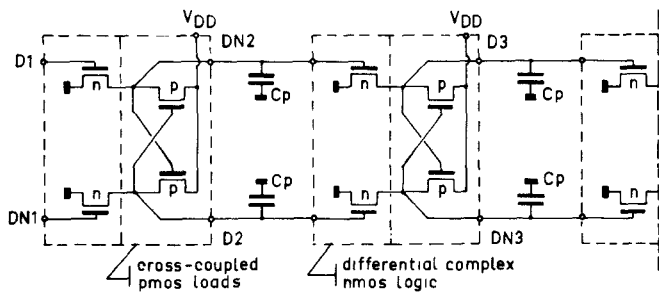 VDD
VDD
D1
DN2
D3
n
p
Cp
n
p
Cp
n
n
p
Cp
n
p
Cp
n
DN1
D2
DN3
cross-coupled
pmos loads
differential complex
nmos logic